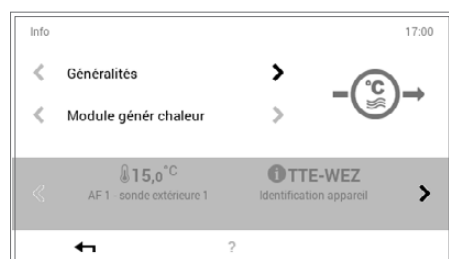 Info 17:00
Généralités
Module génér chaleur
°C
15,0°C TTE-WEZ
AF 1 - sonde extérieure 1 Identification appareil
?